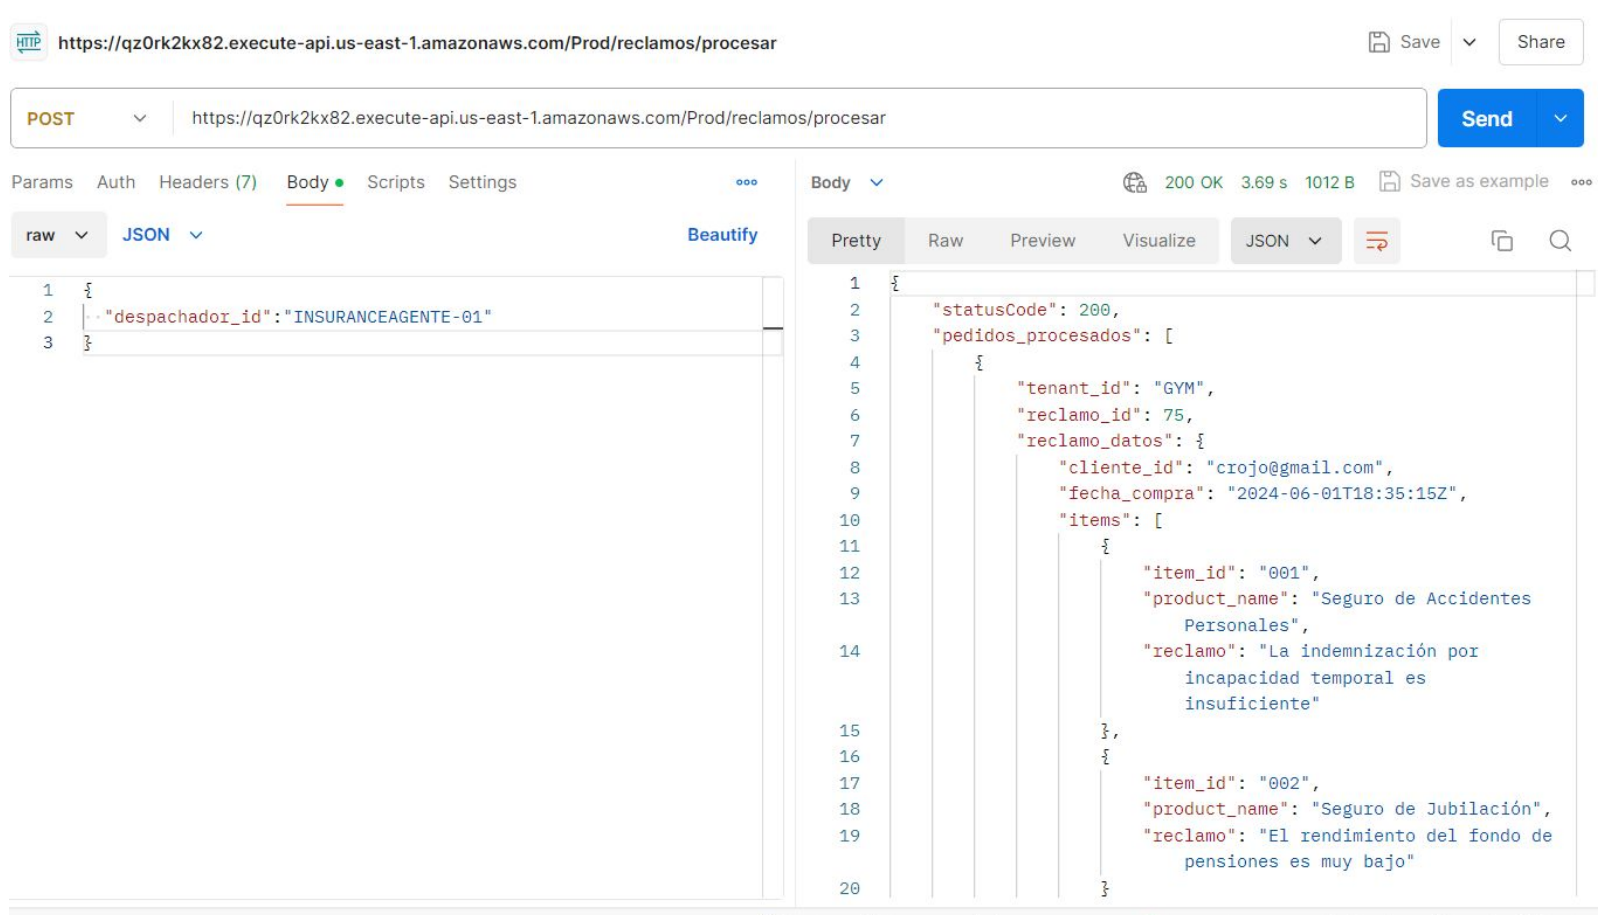 HTTP https://qz0rk2kx82.execute-api.us-east-1.amazonaws.com/Prod/reclamos/procesar Save Share
POST https://qz0rk2kx82.execute-api.us-east-1.amazonaws.com/Prod/reclamos/procesar Send
Params Auth Headers (7) Body Scripts Settings
raw JSON Beautify
1 {
2 "despachador_id":"INSURANCEAGENTE-01"
3 }
Body 200 OK 3.69 s 1012 B Save as example
Pretty Raw Preview Visualize JSON
1 {
2 "statusCode": 200,
3 "pedidos_procesados": [
4 {
5 "tenant_id": "GYM",
6 "reclamo_id": 75,
7 "reclamo_datos": {
8 "cliente_id": "crojo@gmail.com",
9 "fecha_compra": "2024-06-01T18:35:15Z",
10 "items": [
11 {
12 "item_id": "001",
13 "product_name": "Seguro de Accidentes
Personales",
14 "reclamo": "La indemnización por
incapacidad temporal es
insuficiente"
15 },
16 {
17 "item_id": "002",
18 "product_name": "Seguro de Jubilación",
19 "reclamo": "El rendimiento del fondo de
pensiones es muy bajo"
20 }